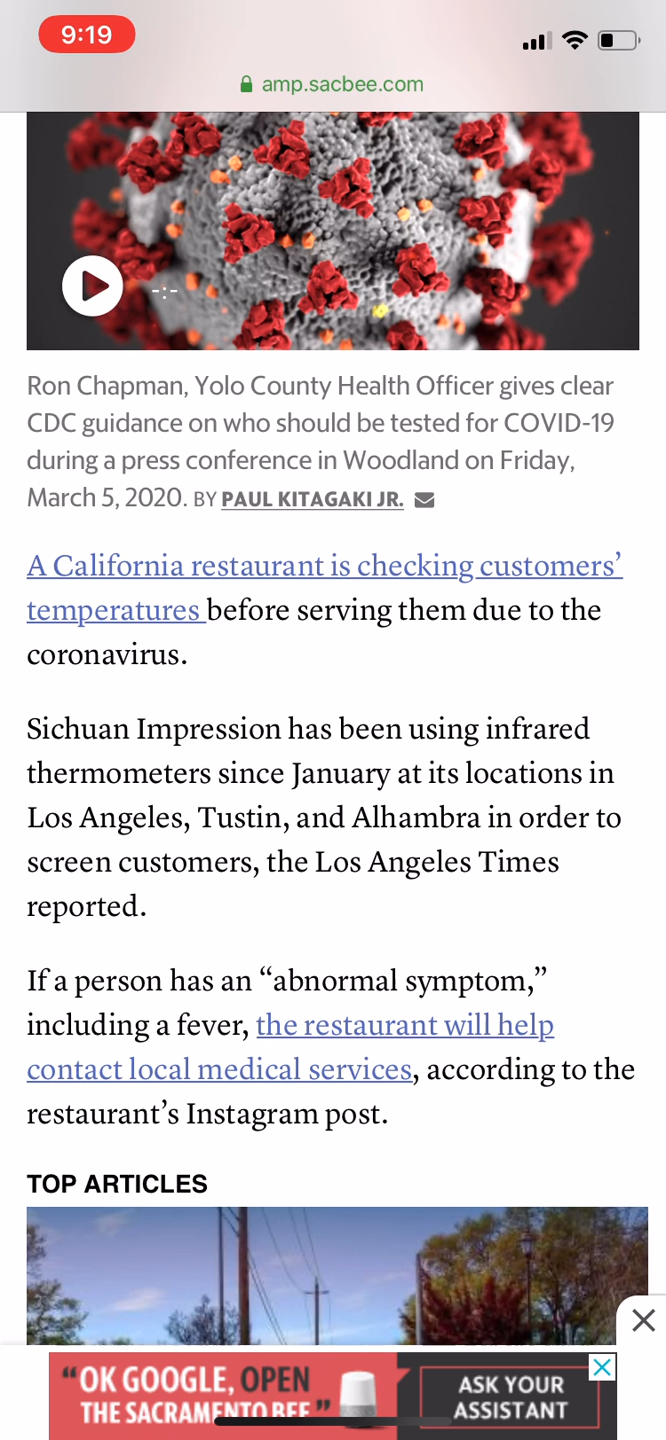 9:19
amp.sacbee.com
Ron Chapman, Yolo County Health Officer gives clear
CDC guidance on who should be tested for COVID-19
during a press conference in Woodland on Friday,
March 5, 2020. BY PAUL KITAGAKI JR.
A California restaurant is checking customers’
temperatures before serving them due to the
coronavirus.
Sichuan Impression has been using infrared
thermometers since January at its locations in
Los Angeles, Tustin, and Alhambra in order to
screen customers, the Los Angeles Times
reported.
If a person has an “abnormal symptom,”
including a fever, the restaurant will help
contact local medical services, according to the
restaurant’s Instagram post.
TOP ARTICLES
“OK GOOGLE, OPEN
THE SACRAMENTO BEE”
ASK YOUR
ASSISTANT